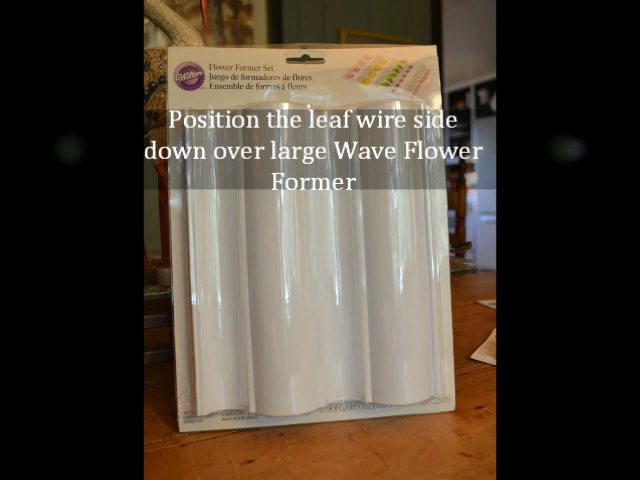 Wilton
Flower Former Set
Juego de formadores de flores
Ensemble de formes à fleurs
Position the leaf wire side
down over large Wave Flower
Former